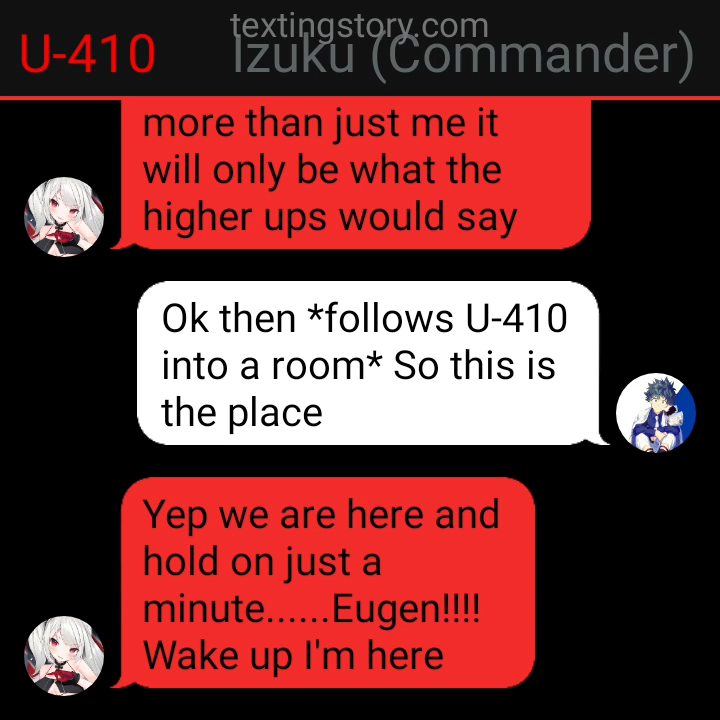 textingstory.com
U-410
Izuku (Commander)
more than just me it
will only be what the
higher ups would say
Ok then *follows U-410
into a room* So this is
the place
Yep we are here and
hold on just a
minute......Eugen!!!!
Wake up I'm here